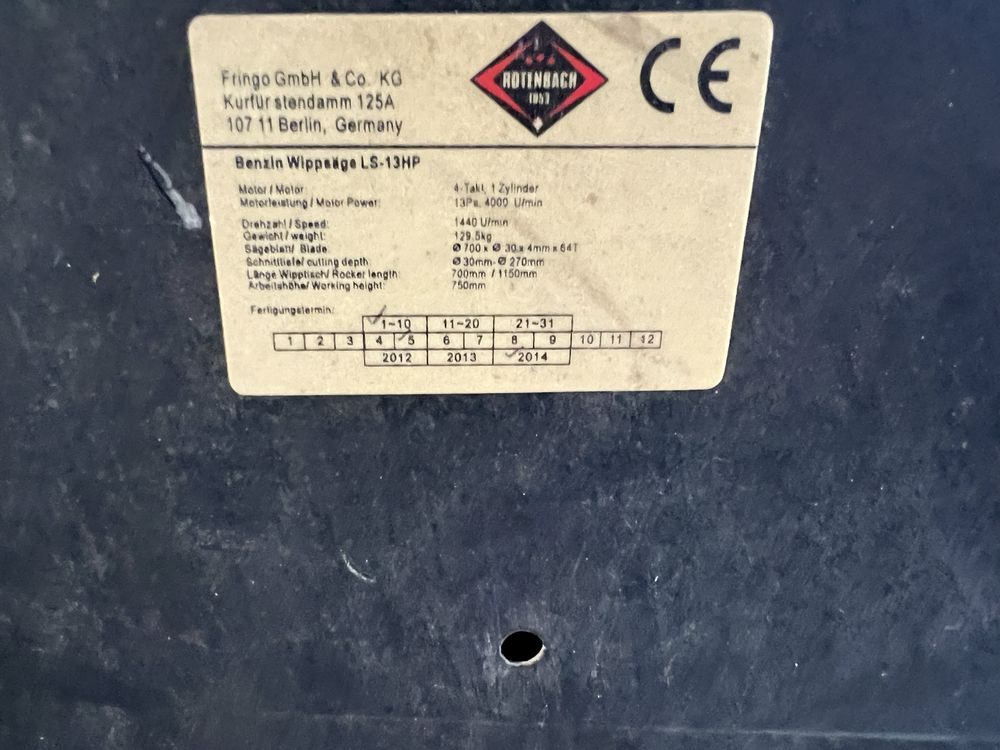 Fringo GmbH & Co. KG
Kurfür stendamm 125A
107 11 Berlin, Germany
ROTENBACH
1953
CE
Benzin Wippsäge LS-13HP
Motor / Motor 4-Takt, 1 Zylinder
Motorleistung / Motor Power: 13Ps, 4000 U/min
Drehzahl / Speed: 1440 U/min
Gewicht / weight: 129.5kg
Sägeblatt/ Blade Ø 700 x Ø 30 x 4mm x 64T
Schnitttiefe/ cutting depth Ø 30mm- Ø 270mm
Länge Wipptisch/ Rocker length: 700mm / 1150mm
Arbeitshöhe/ Working height: 750mm
Fertigungstermin:
1-10 11-20 21-31
1 2 3 4 5 6 7 8 9 10 11 12
2012 2013 2014